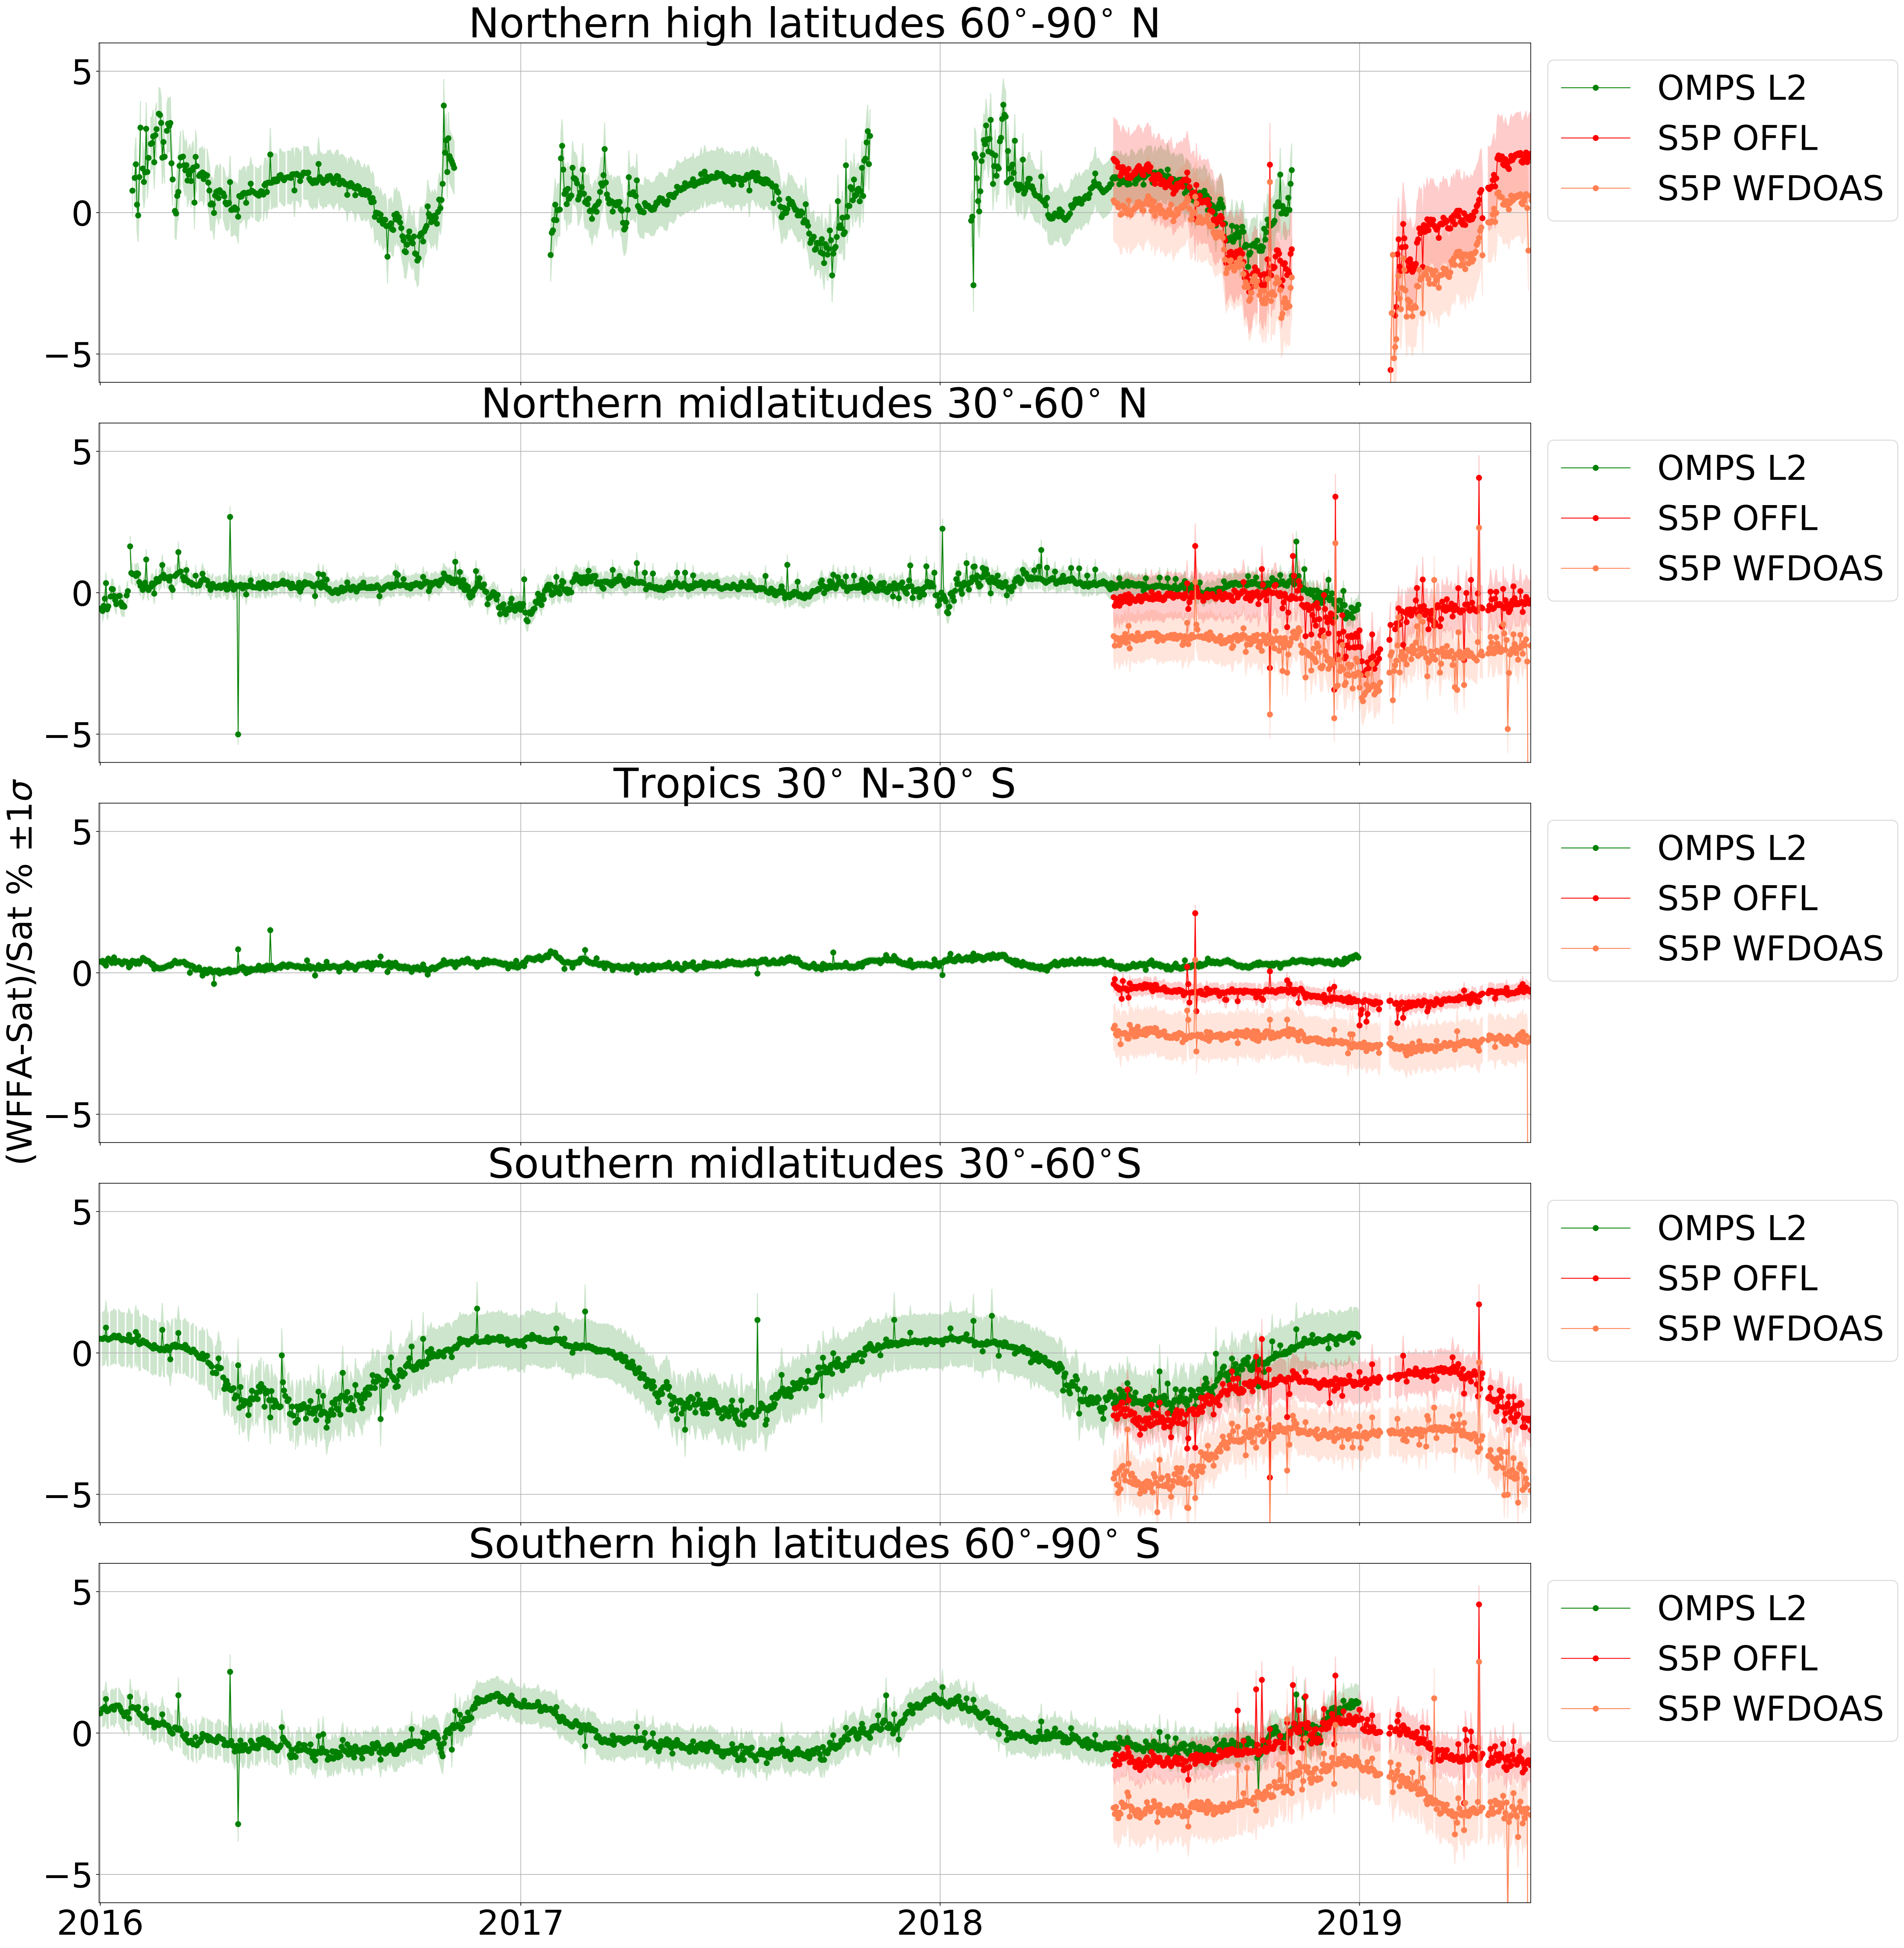 (WFFA-Sat)/Sat % ±1σ
Northern high latitudes 60°-90° N
5
0
−5
OMPS L2
S5P OFFL
S5P WFDOAS
Northern midlatitudes 30°-60° N
5
0
−5
OMPS L2
S5P OFFL
S5P WFDOAS
Tropics 30° N-30° S
5
0
−5
OMPS L2
S5P OFFL
S5P WFDOAS
Southern midlatitudes 30°-60°S
5
0
−5
OMPS L2
S5P OFFL
S5P WFDOAS
Southern high latitudes 60°-90° S
5
0
−5
OMPS L2
S5P OFFL
S5P WFDOAS
2016 2017 2018 2019